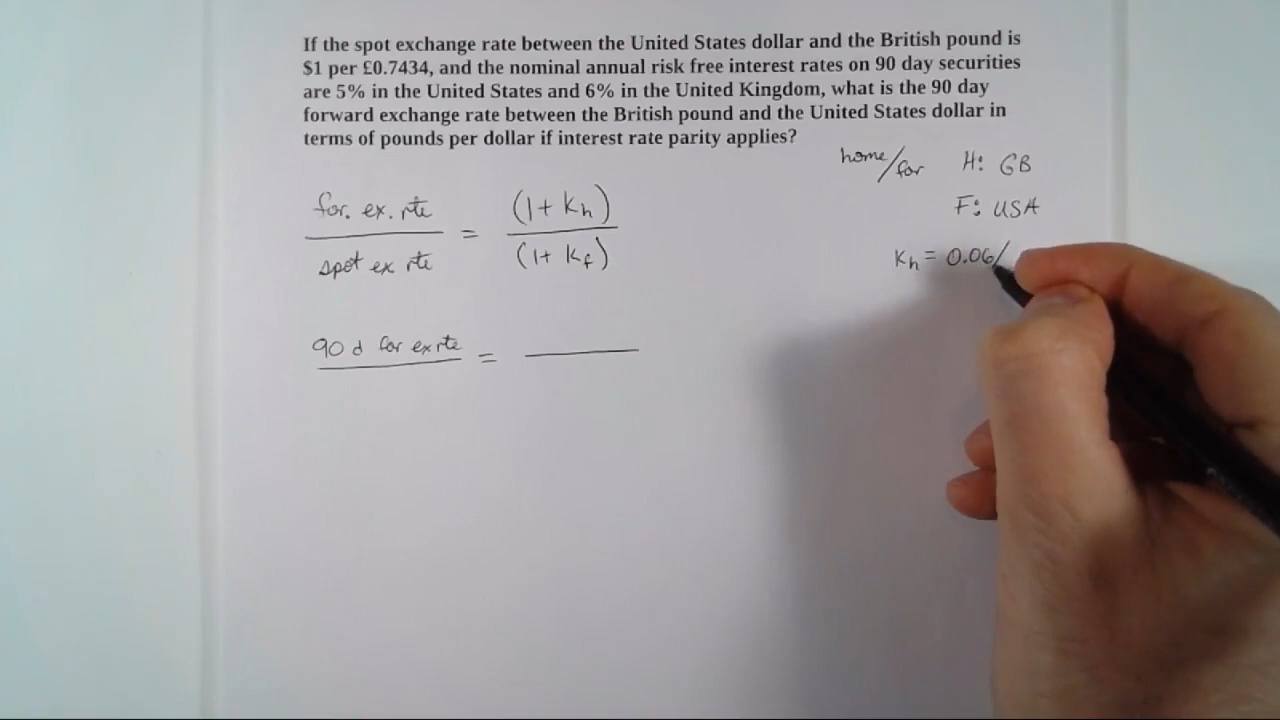 If the spot exchange rate between the United States dollar and the British pound is
$1 per £0.7434, and the nominal annual risk free interest rates on 90 day securities
are 5% in the United States and 6% in the United Kingdom, what is the 90 day
forward exchange rate between the British pound and the United States dollar in
terms of pounds per dollar if interest rate parity applies?
home/for H: GB
F: USA
for. ex. rte / spot ex rte = (1 + Kh) / (1 + Kf)
Kh = 0.06/
90 d for ex rte =